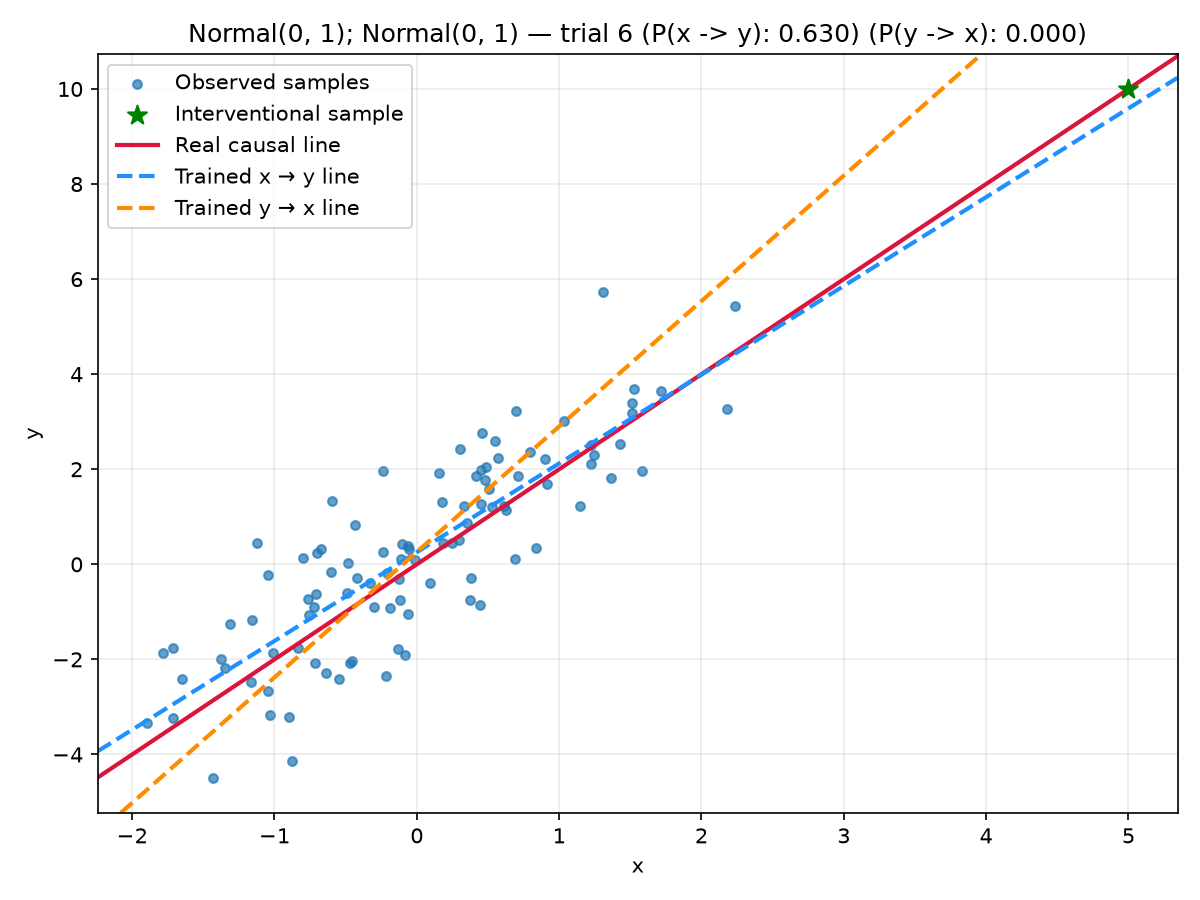 Normal(0, 1); Normal(0, 1) — trial 6 (P(x -> y): 0.630) (P(y -> x): 0.000)
Observed samples
Interventional sample
Real causal line
Trained x → y line
Trained y → x line
10
8
6
4
2
0
−2
−4
y
−2 −1 0 1 2 3 4 5
x